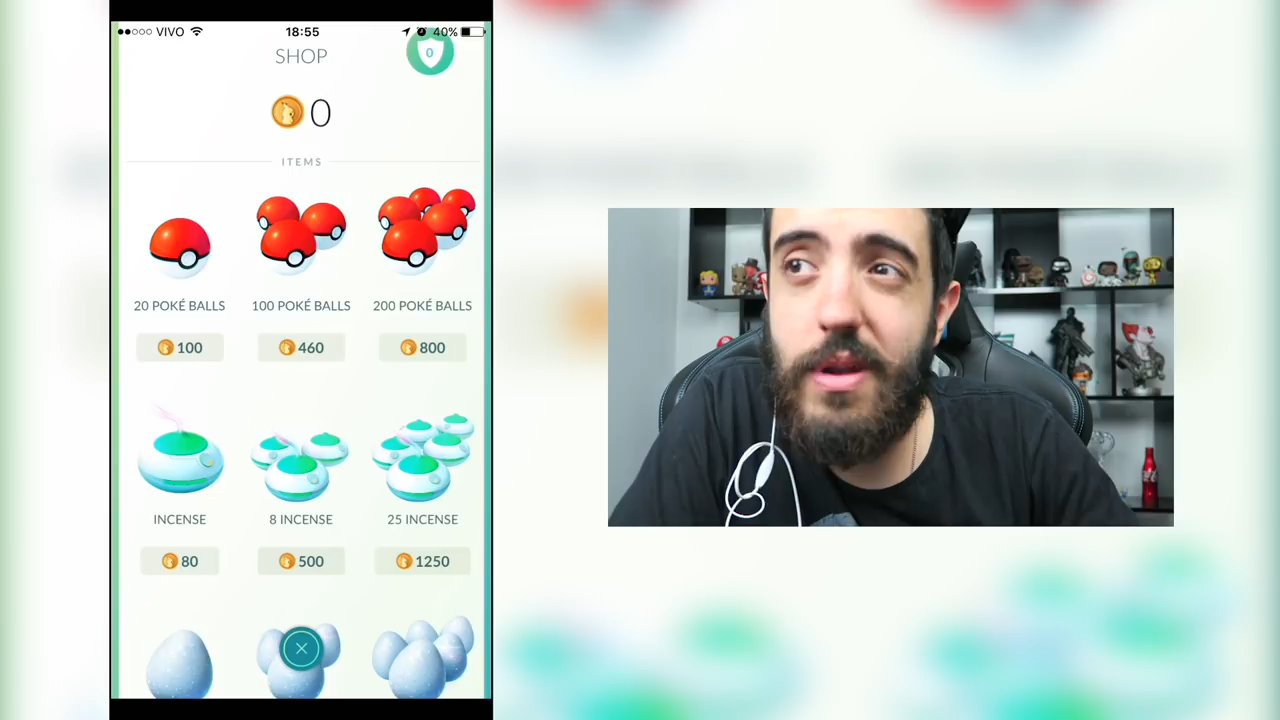 VIVO 18:55 40%
SHOP
0
0
ITEMS
20 POKÉ BALLS 100 POKÉ BALLS 200 POKÉ BALLS
100 460 800
INCENSE 8 INCENSE 25 INCENSE
80 500 1250